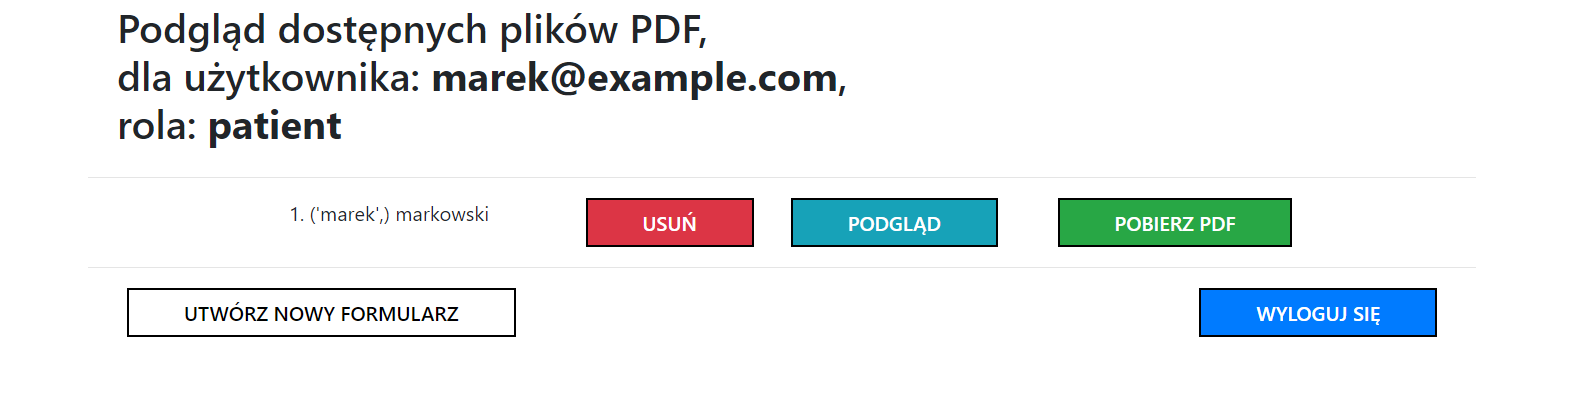 Podgląd dostępnych plików PDF,
dla użytkownika: marek@example.com,
rola: patient
1. ('marek',) markowski
USUŃ
PODGLĄD
POBIERZ PDF
UTWÓRZ NOWY FORMULARZ
WYLOGUJ SIĘ